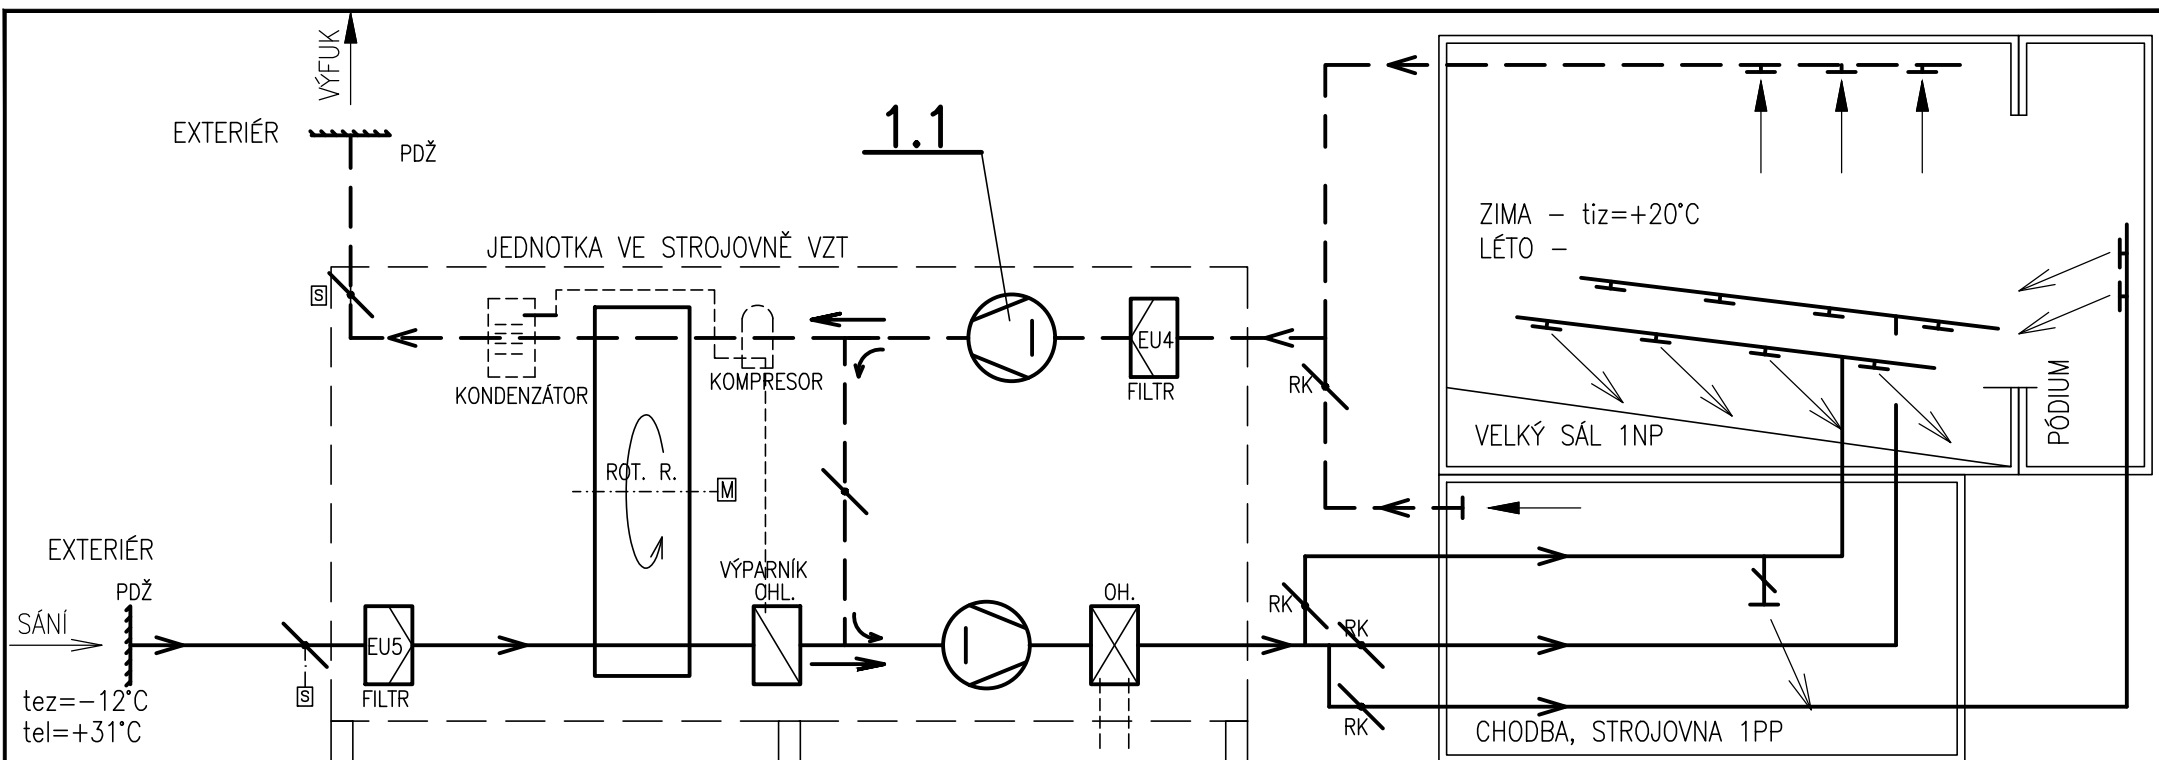 VÝFUK
EXTERIÉR
PDŽ
1.1
ZIMA – tiz=+20°C
LÉTO –
JEDNOTKA VE STROJOVNĚ VZT
S
EU4
KONDENZÁTOR
KOMPRESOR
FILTR
RK
PÓDIUM
VELKÝ SÁL 1NP
ROT. R.
M
EXTERIÉR
PDŽ
VÝPARNÍK
OHL.
OH.
RK
SÁNÍ
RK
EU5
S
FILTR
tez=–12°C
tel=+31°C
RK
CHODBA, STROJOVNA 1PP